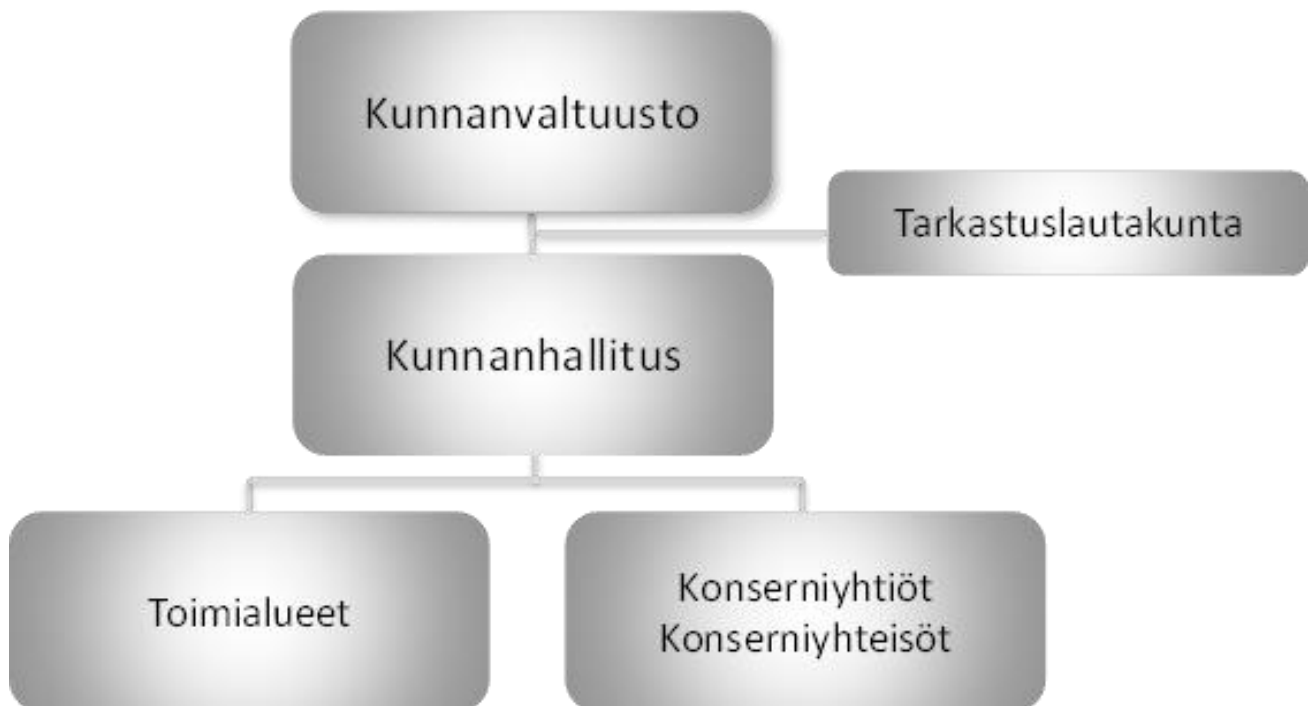 Kunnanvaltuusto
Tarkastuslautakunta
Kunnanhallitus
Toimialueet
Konserniyhtiöt
Konserniyhteisöt